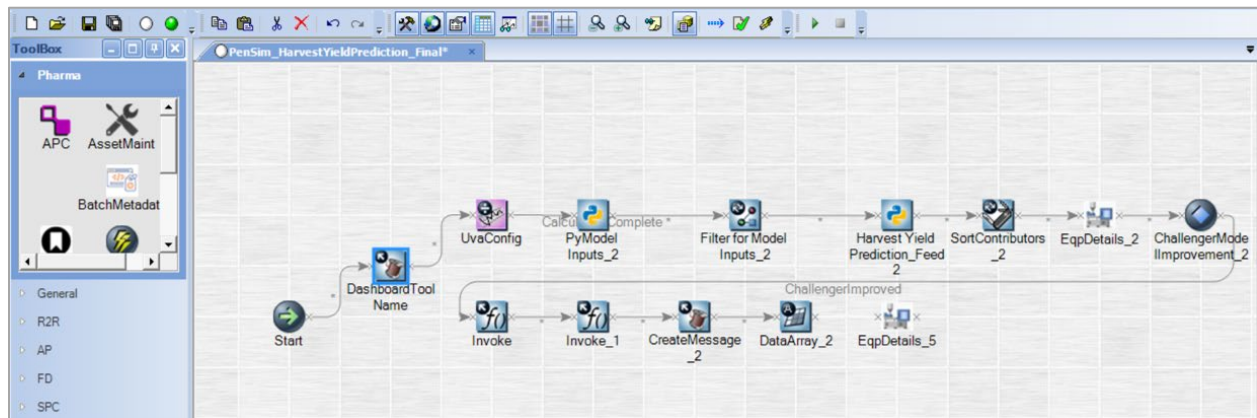 ToolBox
PenSim_HarvestYieldPrediction_Final*
Pharma
APC
AssetMaint
BatchMetadat
General
R2R
AP
FD
SPC
UvaConfig
Calcu
Complete
PyModel
Inputs_2
Filter for Model
Inputs_2
Harvest Yield
Prediction_Feed
2
SortContributors
_2
EqpDetails_2
ChallengerMode
lImprovement_2
DashboardTool
Name
ChallengerImproved
Start
Invoke
Invoke_1
CreateMessage
_2
DataArray_2
EqpDetails_5